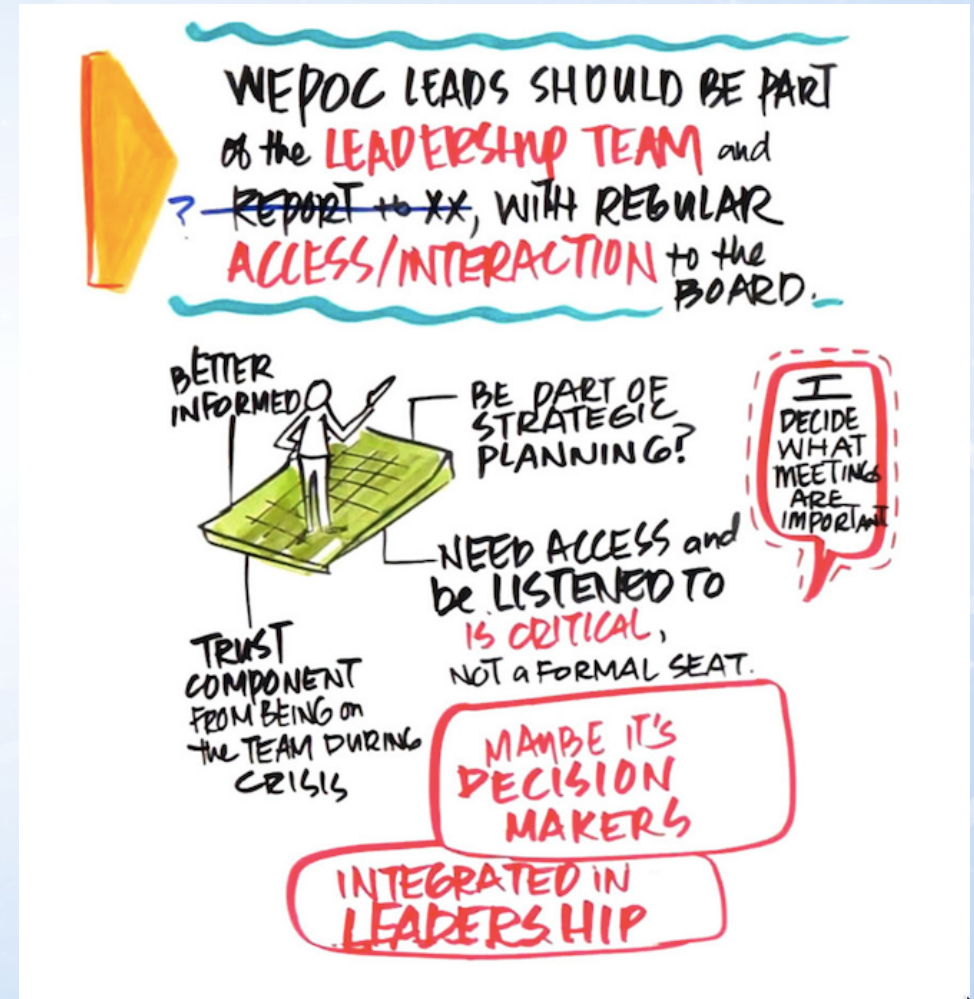 WEPOC LEADS SHOULD BE PART
of the LEADERSHIP TEAM and
? REPORT to XX, WITH REGULAR
ACCESS/INTERACTION to the
BOARD.
BETTER
INFORMED
BE PART OF
STRATEGIC
PLANNING?
I
DECIDE
WHAT
MEETINGS
ARE
IMPORTANT
NEED ACCESS and
be LISTENED TO
IS CRITICAL,
NOT a FORMAL SEAT.
TRUST
COMPONENT
FROM BEING on
the TEAM DURING
CRISIS
MAYBE IT'S
DECISION
MAKERS
INTEGRATED IN
LEADERSHIP